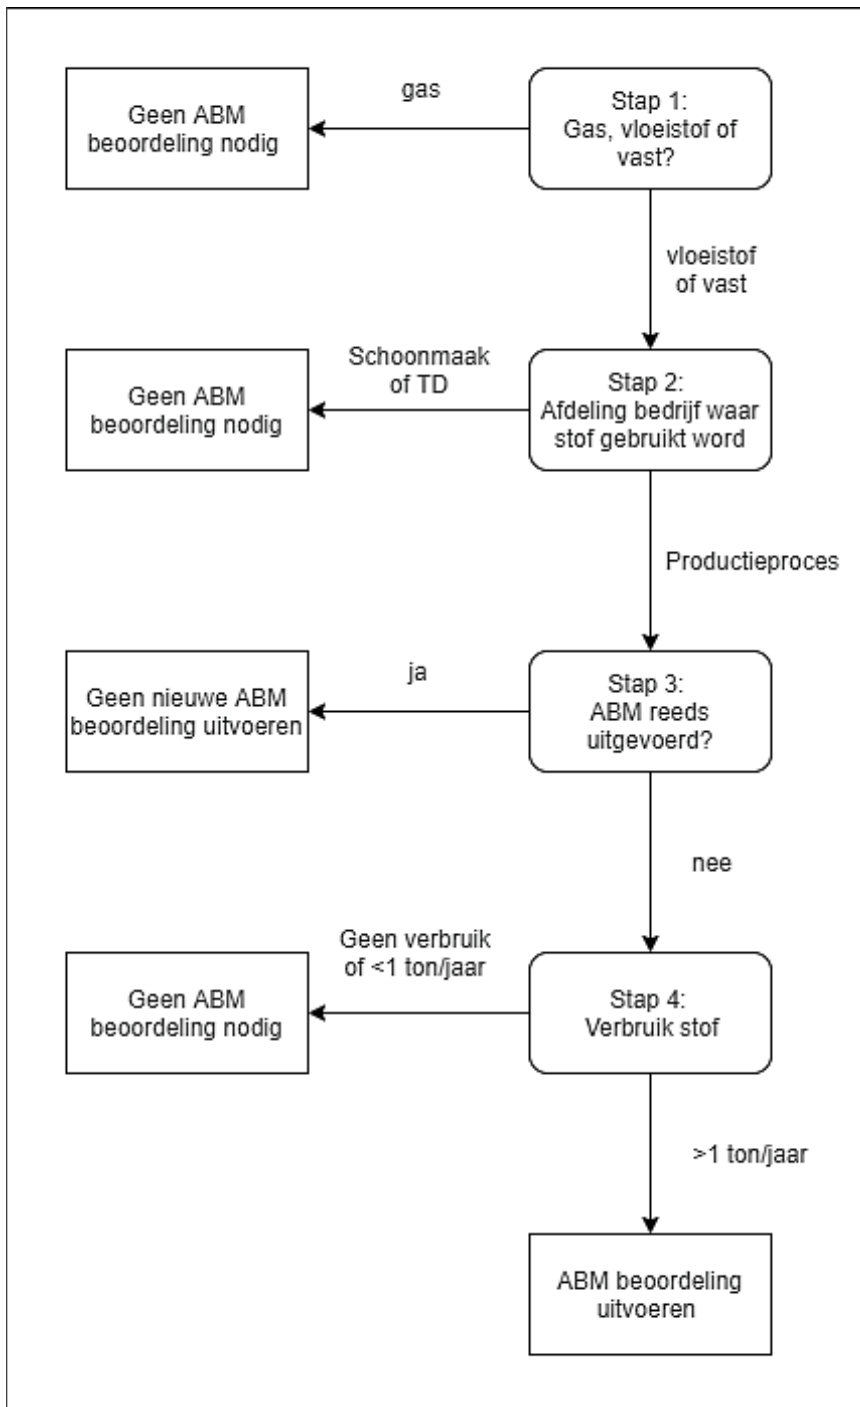 Geen ABM
beoordeling nodig
gas
Stap 1:
Gas, vloeistof of
vast?
vloeistof
of vast
Geen ABM
beoordeling nodig
Schoonmaak
of TD
Stap 2:
Afdeling bedrijf waar
stof gebruikt word
Productieproces
Geen nieuwe ABM
beoordeling uitvoeren
ja
Stap 3:
ABM reeds
uitgevoerd?
nee
Geen ABM
beoordeling nodig
Geen verbruik
of <1 ton/jaar
Stap 4:
Verbruik stof
>1 ton/jaar
ABM beoordeling
uitvoeren